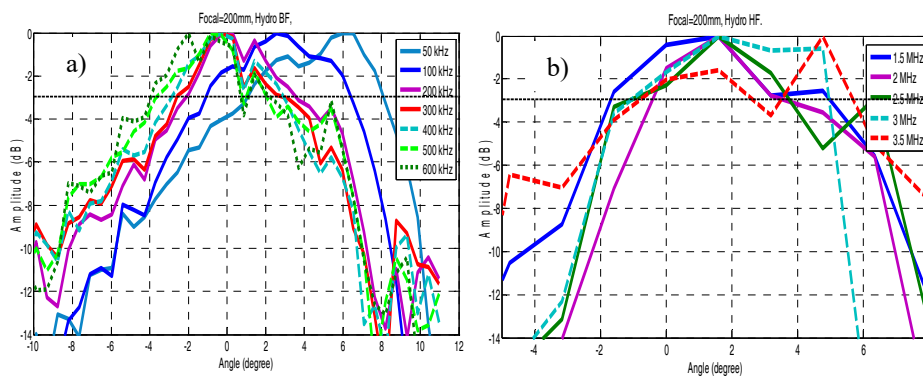 Focal=200mm, Hydro BF,
a)
0
-2
-4
-6
-8
-10
-12
-14
Amplitude (dB)
50 kHz
100 kHz
200 kHz
300 kHz
400 kHz
500 kHz
600 kHz
-10 -8 -6 -4 -2 0 2 4 6 8 10 12
Angle (degree)
Focal=200mm, Hydro HF.
b)
0
-2
-4
-6
-8
-10
-12
-14
Amplitude (dB)
1.5 MHz
2 MHz
2.5 MHz
3 MHz
3.5 MHz
-4 -2 0 2 4 6
Angle (degree)